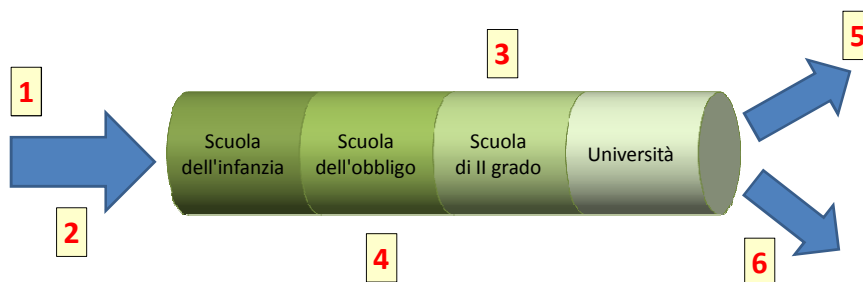 1
2
3
4
5
6
Scuola
dell'infanzia
Scuola
dell'obbligo
Scuola
di II grado
Università